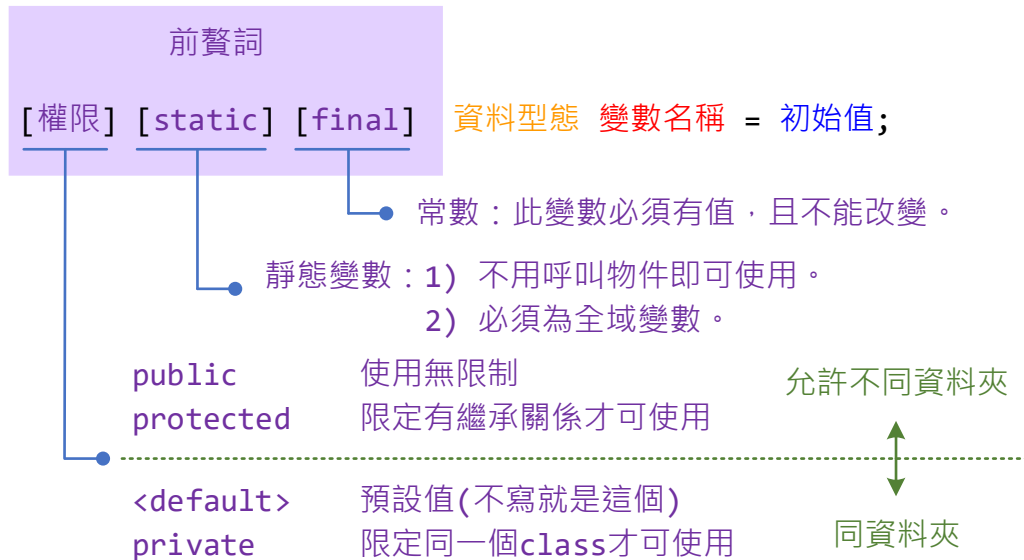 前贅詞
[權限] [static] [final] 資料型態 變數名稱 = 初始值;
常數：此變數必須有值，且不能改變。
靜態變數：1) 不用呼叫物件即可使用。
2) 必須為全域變數。
public 使用無限制
允許不同資料夾
protected 限定有繼承關係才可使用
<default> 預設值(不寫就是這個)
同資料夾
private 限定同一個class才可使用